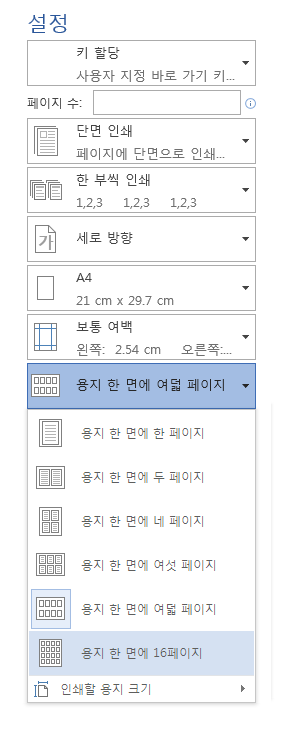 설정
키 할당
사용자 지정 바로 가기 키...
페이지 수:
단면 인쇄
페이지에 단면으로 인쇄...
한 부씩 인쇄
1,2,3 1,2,3 1,2,3
가
세로 방향
A4
21 cm x 29.7 cm
보통 여백
왼쪽: 2.54 cm 오른쪽:...
용지 한 면에 여덟 페이지
용지 한 면에 한 페이지
용지 한 면에 두 페이지
용지 한 면에 네 페이지
용지 한 면에 여섯 페이지
용지 한 면에 여덟 페이지
용지 한 면에 16페이지
인쇄할 용지 크기